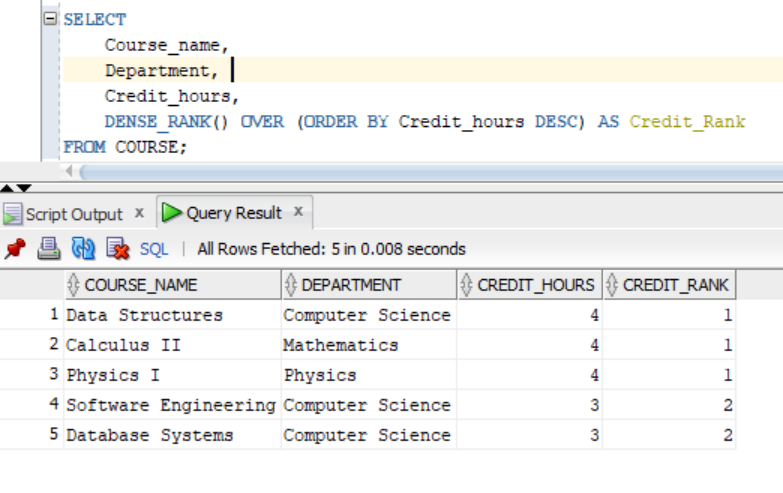 SELECT
Course_name,
Department,
Credit_hours,
DENSE_RANK() OVER (ORDER BY Credit_hours DESC) AS Credit_Rank
FROM COURSE;
Script Output x Query Result x
SQL | All Rows Fetched: 5 in 0.008 seconds
COURSE_NAME DEPARTMENT CREDIT_HOURS CREDIT_RANK
1 Data Structures Computer Science 4 1
2 Calculus II Mathematics 4 1
3 Physics I Physics 4 1
4 Software Engineering Computer Science 3 2
5 Database Systems Computer Science 3 2